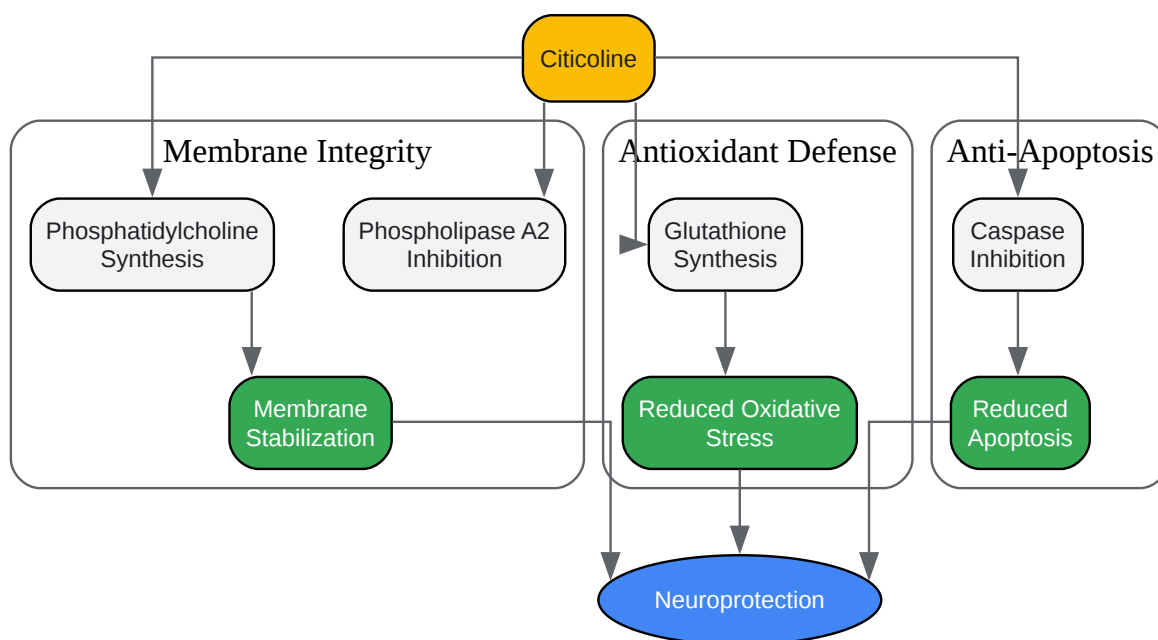 Citicoline
Membrane Integrity
Antioxidant Defense
Anti-Apoptosis
Phosphatidylcholine
Synthesis
Phospholipase A2
Inhibition
Glutathione
Synthesis
Caspase
Inhibition
Membrane
Stabilization
Reduced Oxidative
Stress
Reduced
Apoptosis
Neuroprotection